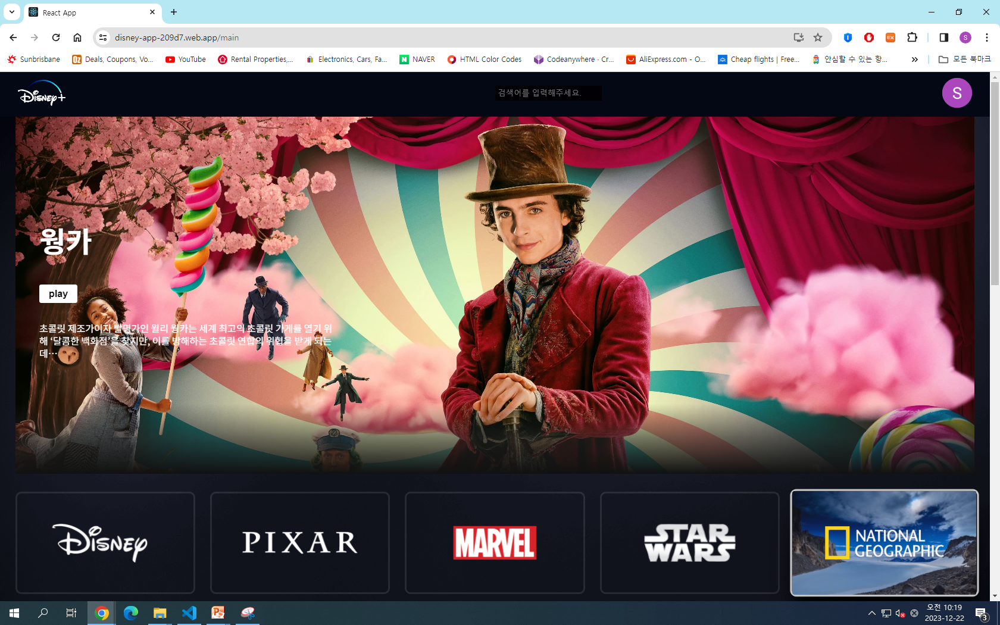 React App
disney-app-209d7.web.app/main
S
Sunbrisbane
Deals, Coupons, Vo...
YouTube
Rental Properties,...
Electronics, Cars, Fa...
NAVER
HTML Color Codes
Codeanywhere · Cr...
AliExpress.com - O...
Cheap flights | Free...
안심할 수 있는 항...
모든 북마크
Disney+
검색어를 입력해주세요.
S
웡카
play
초콜릿 제조가이자 발명가인 윌리 웡카는 세계 최고의 초콜릿 가게를 열기 위
해 ‘달콤한 백화점’을 찾지만, 이를 방해하는 초콜릿 연합의 위협을 받게 되는
데…
Disney
PIXAR
MARVEL
STAR
WARS
NATIONAL
GEOGRAPHIC
오전 10:19
2023-12-22
3